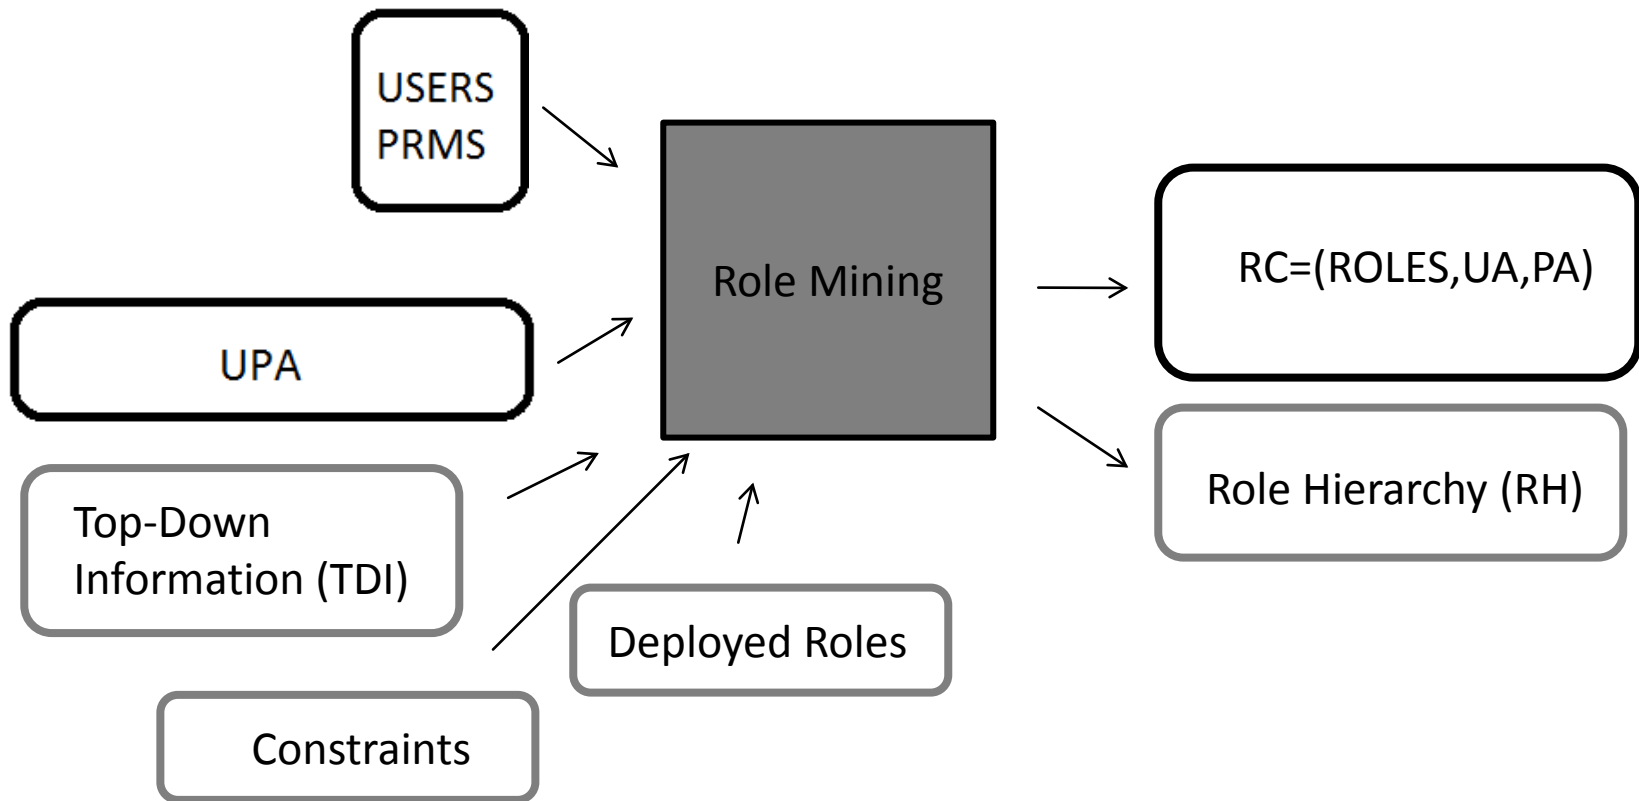 USERS
PRMS
UPA
Top-Down
Information (TDI)
Constraints
Deployed Roles
Role Mining
RC=(ROLES,UA,PA)
Role Hierarchy (RH)